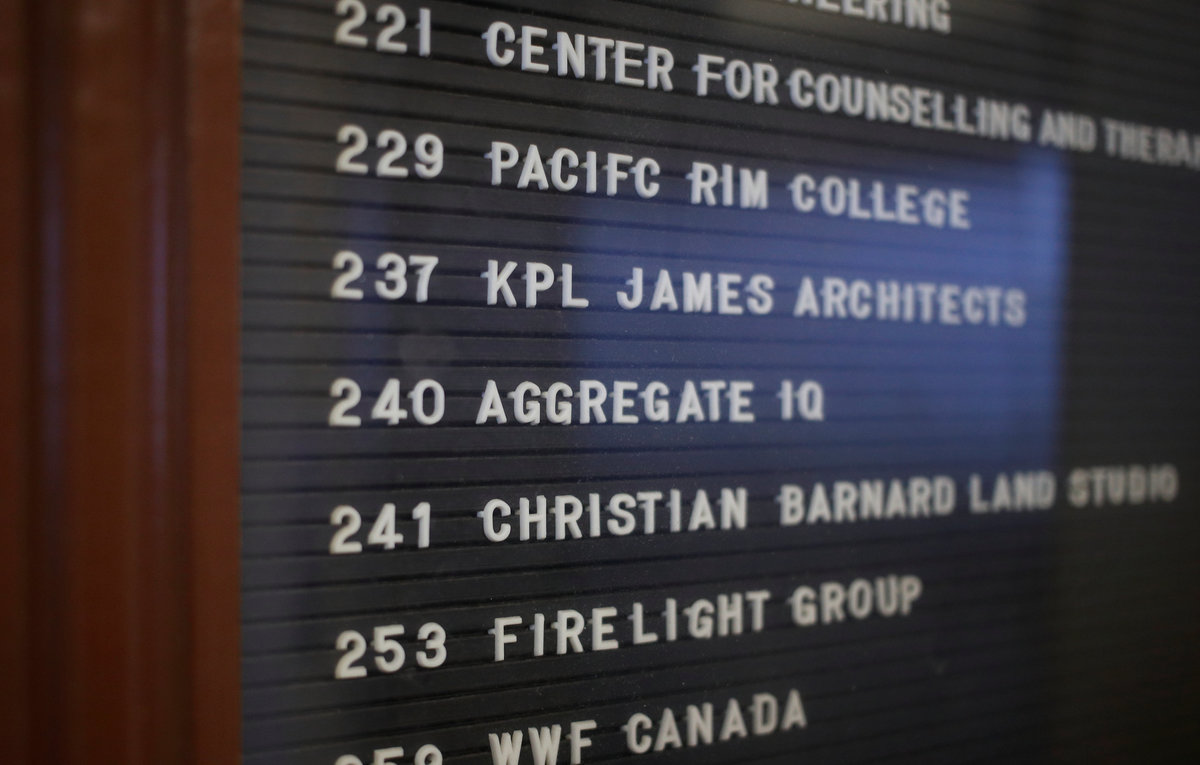 221 CENTER FOR COUNSELLING AND
229 PACIFC RIM COLLEGE
237 KPL JAMES ARCHITECTS
240 AGGREGATE IQ
241 CHRISTIAN BARNARD LAND STUDIO
253 FIRELIGHT GROUP
259 WWF CANADA